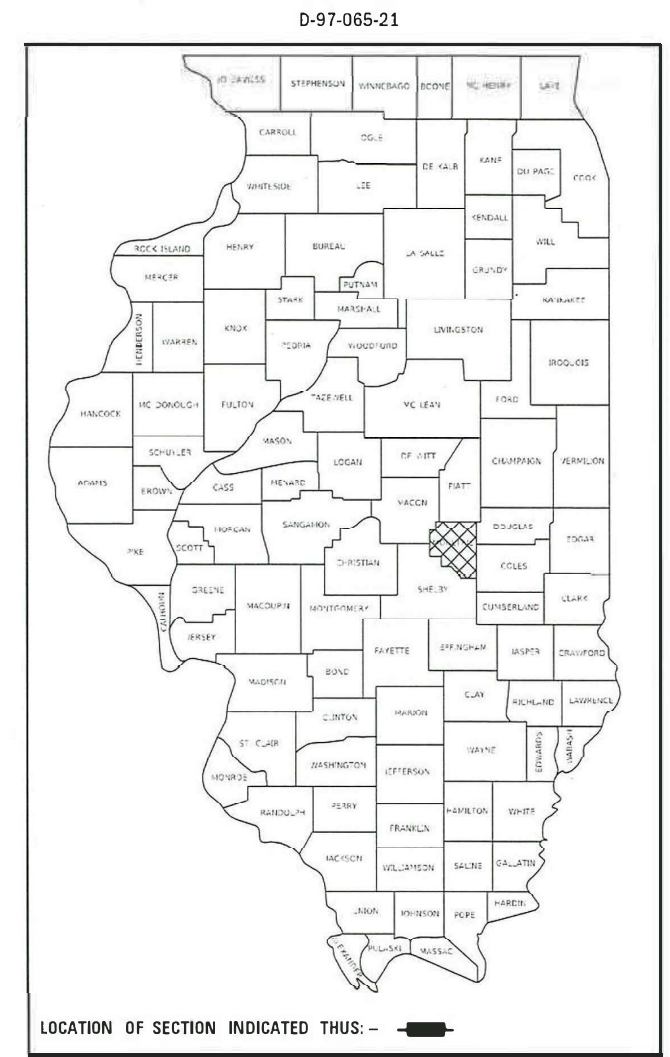 D-97-065-21
JO DAVIESS STEPHENSON WINNEBAGO BOONE MC HENRY LAKE
CARROLL OGLE DE KALB KANE DU PAGE COOK
WHITESIDE LEE KENDALL
ROCK ISLAND HENRY BUREAU LA SALLE WILL
MERCER PUTNAM GRUNDY
STARK MARSHALL KANKAKEE
HENDERSON WARREN KNOX PEORIA WOODFORD LIVINGSTON IROQUOIS
HANCOCK MC DONOUGH FULTON TAZEWELL MC LEAN FORD
SCHUYLER MASON LOGAN DE WITT CHAMPAIGN VERMILION
ADAMS BROWN CASS MENARD MACON PIATT
PIKE SCOTT MORGAN SANGAMON DOUGLAS EDGAR
CHRISTIAN COLES
CALHOUN GREENE MACOUPIN MONTGOMERY SHELBY CUMBERLAND CLARK
JERSEY FAYETTE EFFINGHAM JASPER CRAWFORD
MADISON BOND CLAY RICHLAND LAWRENCE
CLINTON MARION
ST. CLAIR WASHINGTON WAYNE EDWARDS WABASH
MONROE JEFFERSON
RANDOLPH PERRY HAMILTON WHITE
FRANKLIN
JACKSON WILLIAMSON SALINE GALLATIN
UNION JOHNSON POPE HARDIN
ALEXANDER PULASKI MASSAC
LOCATION OF SECTION INDICATED THUS: –